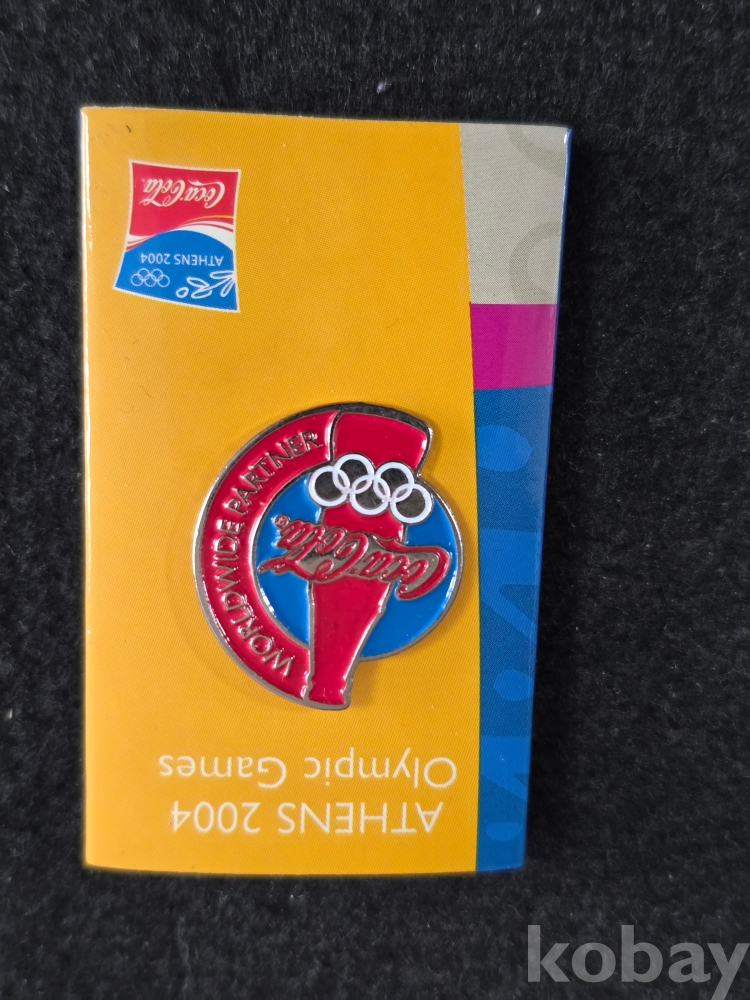 ATHENS 2004
Olympic Games
WORLDWIDE PARTNER
Coca-Cola
®
Coca-Cola
ATHENS 2004
kobay